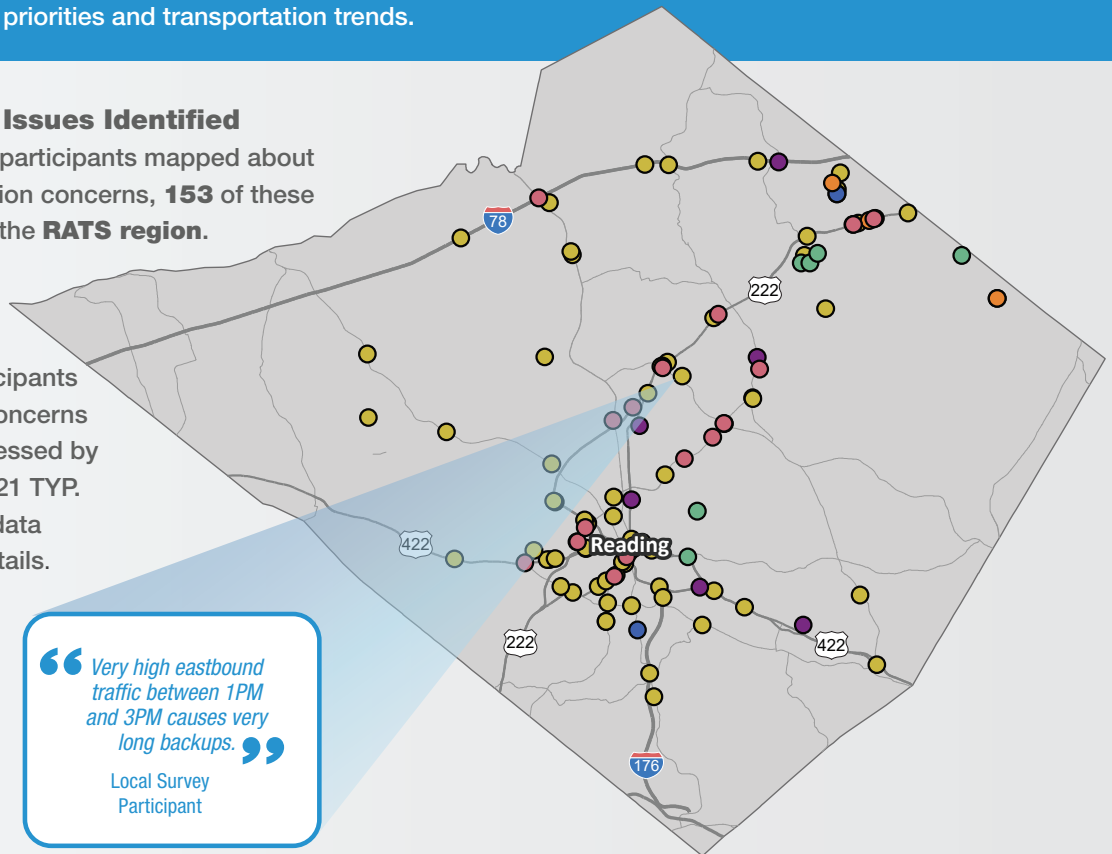 priorities and transportation trends.
Issues Identified
participants mapped about
ion concerns, 153 of these
the RATS region.
cipants
oncerns
essed by
21 TYP.
data
tails.
78
222
422
Reading
222
422
176
“Very high eastbound
traffic between 1PM
and 3PM causes very
long backups.”
Local Survey
Participant